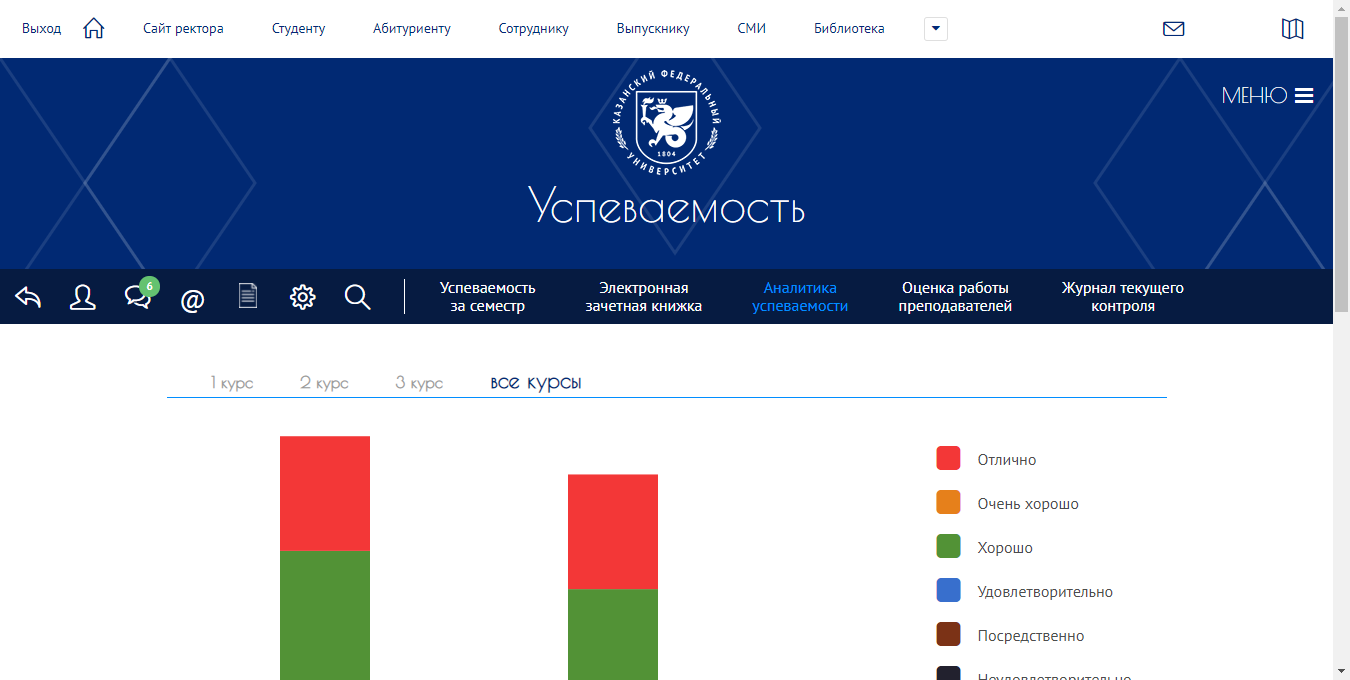 Выход
Сайт ректора
Студенту
Абитуриенту
Сотруднику
Выпускнику
СМИ
Библиотека
КАЗАНСКИЙ ФЕДЕРАЛЬНЫЙ
УНИВЕРСИТЕТ
1804
МЕНЮ
Успеваемость
6
@
Успеваемость
за семестр
Электронная
зачетная книжка
Аналитика
успеваемости
Оценка работы
преподавателей
Журнал текущего
контроля
1 курс
2 курс
3 курс
все курсы
Отлично
Очень хорошо
Хорошо
Удовлетворительно
Посредственно
Неудовлетворительно